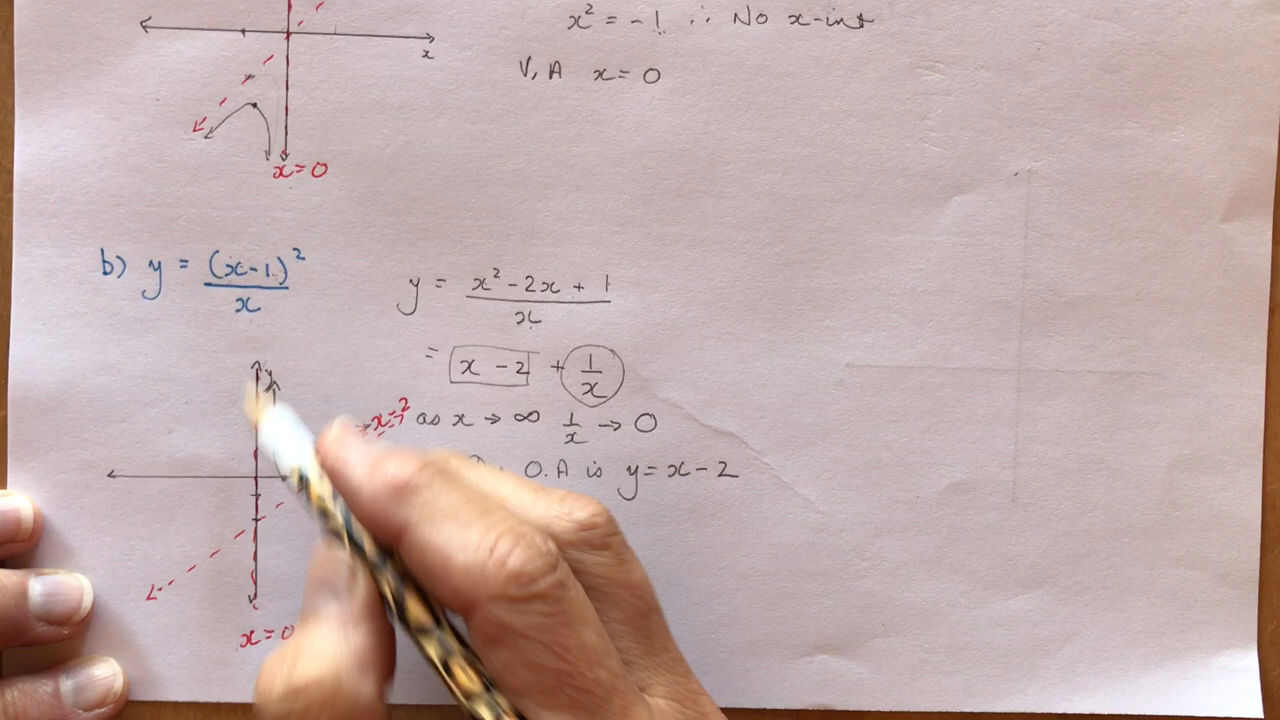 x² = -1 ∴ No x-int
x
V, A x = 0
x = 0
b) y = (x-1)²/x
y = (x² - 2x + 1)/x
= x - 2 + 1/x
as x → ∞ 1/x → 0
O.A is y = x - 2
x = 0